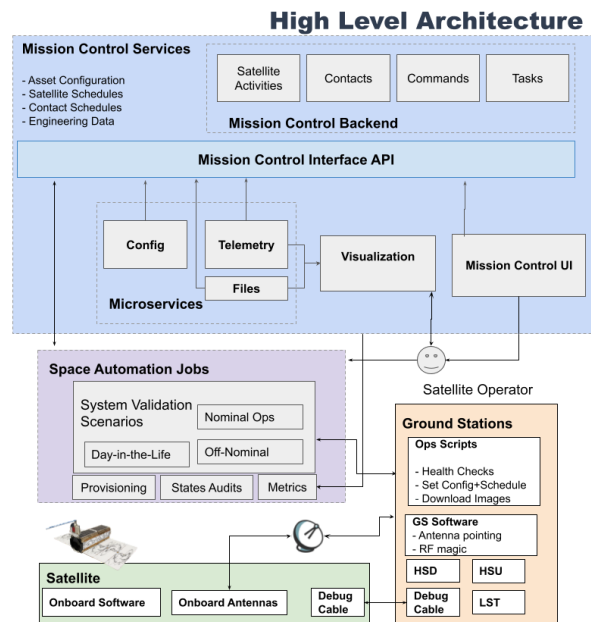 High Level Architecture
Mission Control Services
- Asset Configuration
- Satellite Schedules
- Contact Schedules
- Engineering Data
Satellite
Activities
Contacts
Commands
Tasks
Mission Control Backend
Mission Control Interface API
Config
Telemetry
Files
Microservices
Visualization
Mission Control UI
Satellite Operator
Space Automation Jobs
System Validation
Scenarios
Nominal Ops
Day-in-the-Life
Off-Nominal
Provisioning
States Audits
Metrics
Ground Stations
Ops Scripts
- Health Checks
- Set Config+Schedule
- Download Images
GS Software
- Antenna pointing
- RF magic
HSD
HSU
Debug
Cable
LST
Satellite
Onboard Software
Onboard Antennas
Debug
Cable